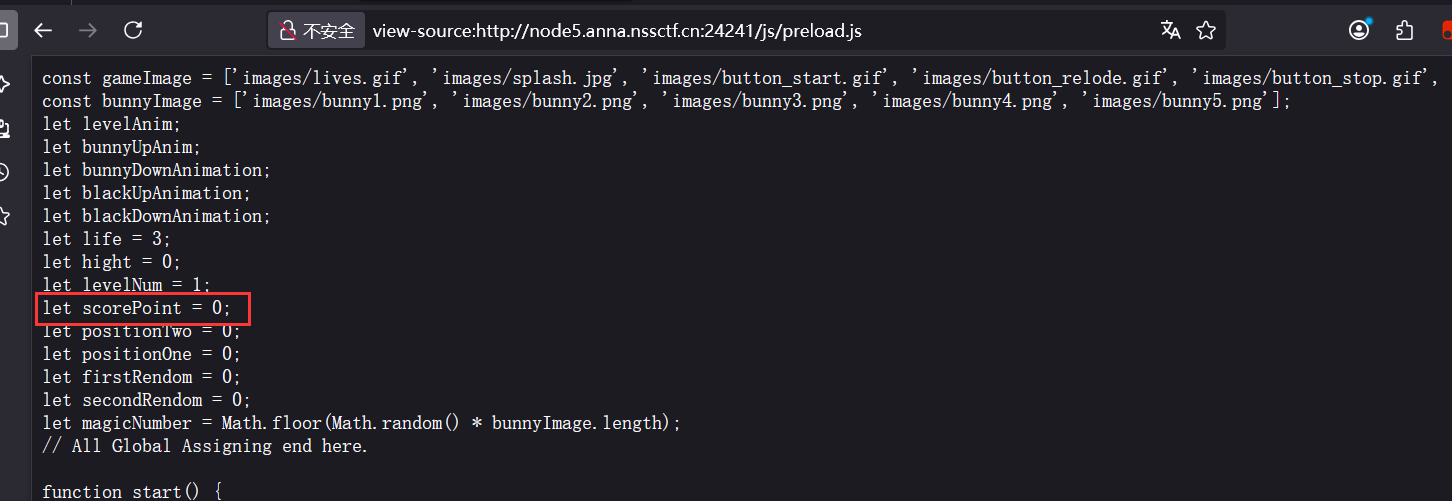 不安全 view-source:http://node5.anna.nssctf.cn:24241/js/preload.js
const gameImage = ['images/lives.gif', 'images/splash.jpg', 'images/button_start.gif', 'images/button_relode.gif', 'images/button_stop.gif',
const bunnyImage = ['images/bunny1.png', 'images/bunny2.png', 'images/bunny3.png', 'images/bunny4.png', 'images/bunny5.png'];
let levelAnim;
let bunnyUpAnim;
let bunnyDownAnimation;
let blackUpAnimation;
let blackDownAnimation;
let life = 3;
let hight = 0;
let levelNum = 1;
let scorePoint = 0;
let positionTwo = 0;
let positionOne = 0;
let firstRendom = 0;
let secondRendom = 0;
let magicNumber = Math.floor(Math.random() * bunnyImage.length);
// All Global Assigning end here.
function start() {